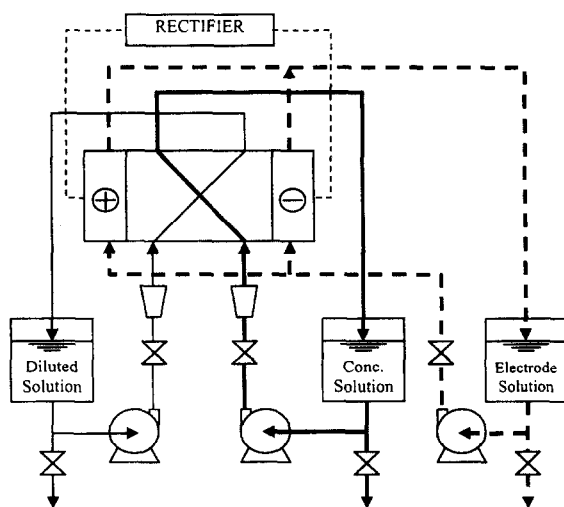 RECTIFIER
+
−
Diluted
Solution
Conc.
Solution
Electrode
Solution